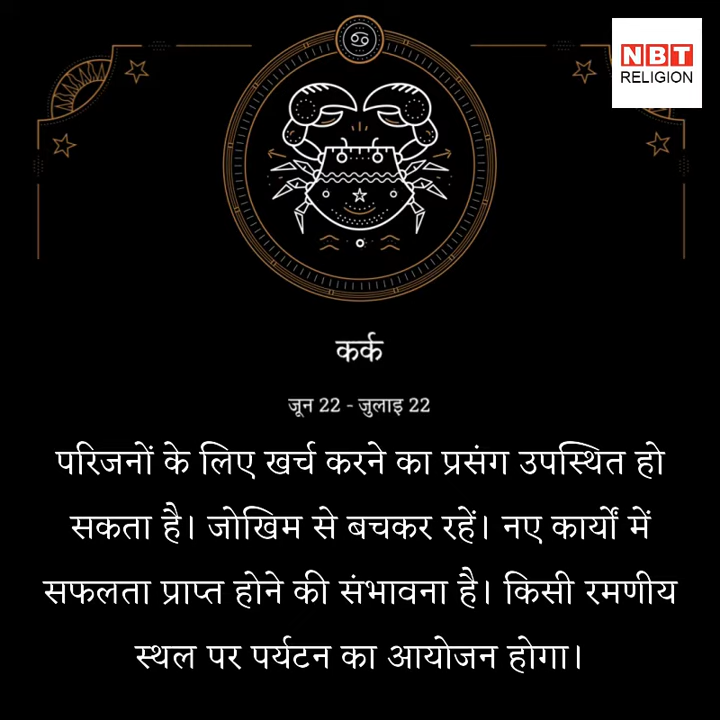 NBT
RELIGION
कर्क
जून 22 - जुलाइ 22
परिजनों के लिए खर्च करने का प्रसंग उपस्थित हो
सकता है। जोखिम से बचकर रहें। नए कार्यों में
सफलता प्राप्त होने की संभावना है। किसी रमणीय
स्थल पर पर्यटन का आयोजन होगा।